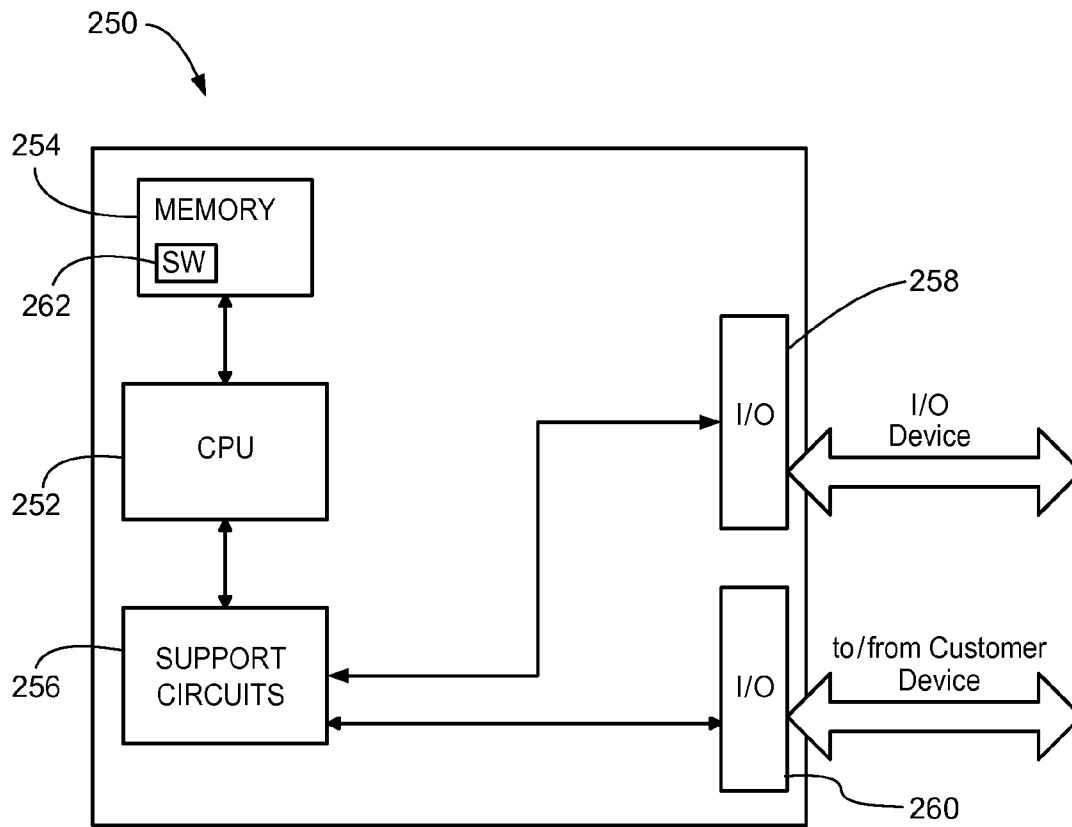 250
254
MEMORY
SW
262
258
I/O
I/O
Device
CPU
252
SUPPORT
CIRCUITS
256
I/O
to/from Customer
Device
260